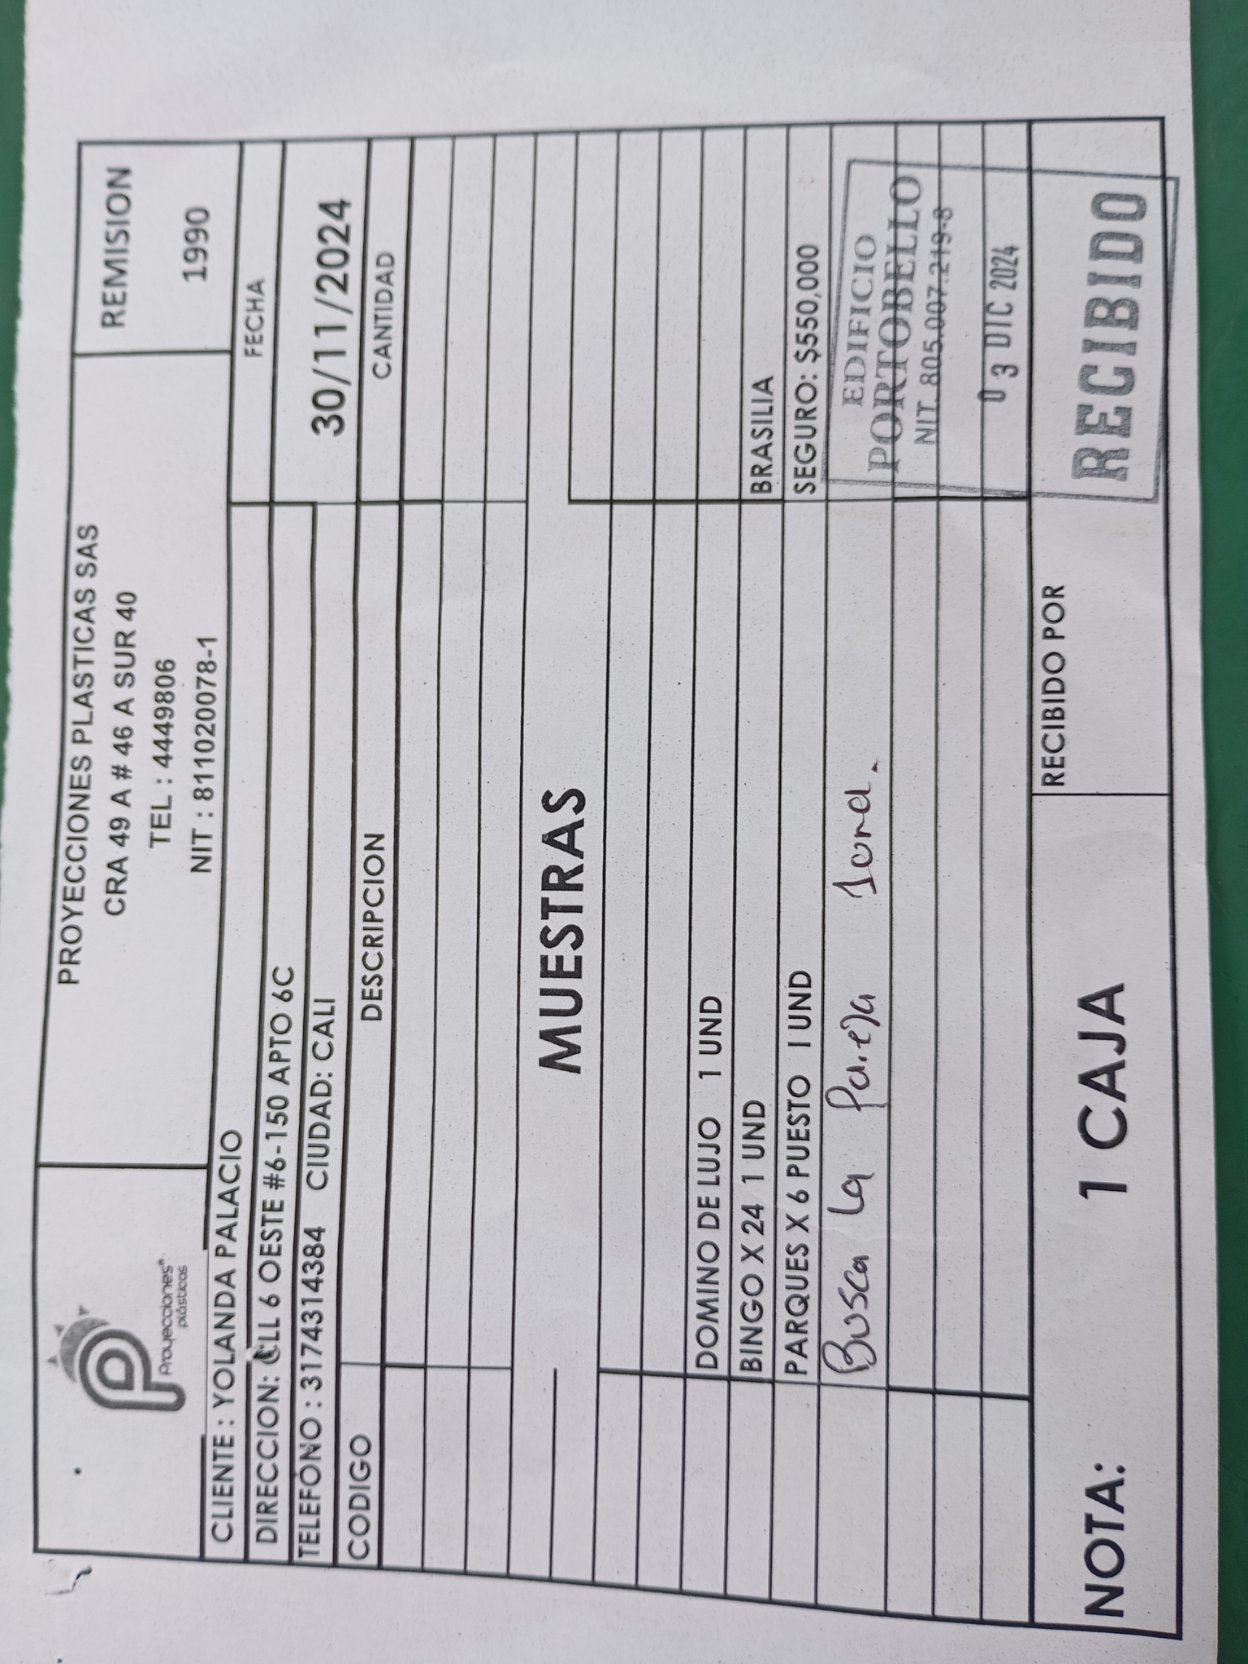 Proyecciones®
plásticos
PROYECCIONES PLASTICAS SAS
CRA 49 A # 46 A SUR 40
TEL : 4449806
NIT : 811020078-1
REMISION
1990
CLIENTE : YOLANDA PALACIO
FECHA
DIRECCION: CLL 6 OESTE #6-150 APTO 6C
TELEFONO : 3174314384 CIUDAD: CALI
30/11/2024
CODIGO
DESCRIPCION
CANTIDAD
MUESTRAS
DOMINO DE LUJO 1 UND
BINGO X 24 1 UND
BRASILIA
PARQUES X 6 PUESTO 1 UND
SEGURO: $550,000
Busca la Pareja 1und.
EDIFICIO
PORTOBELLO
NIT. 805.007.219-8
03 DIC 2024
RECIBIDO
NOTA:
1 CAJA
RECIBIDO POR